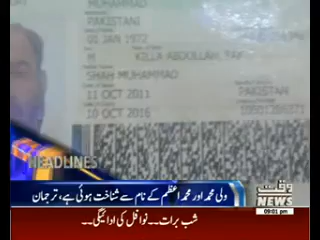 MUHAMMAD
PAKISTANI
01 JAN 1972
M KILLA ABDULLAH, PAK
SHAH MUHAMMAD
11 OCT 2011 PAKISTAN
10 OCT 2016
HEADLINES
ولی محمد اور محمد اعظم کے نام سے شناخت ہوئی ہے، ترجمان
شب برات۔۔ نوافل کی ادائیگی۔۔
وقت
NEWS
09:01 pm